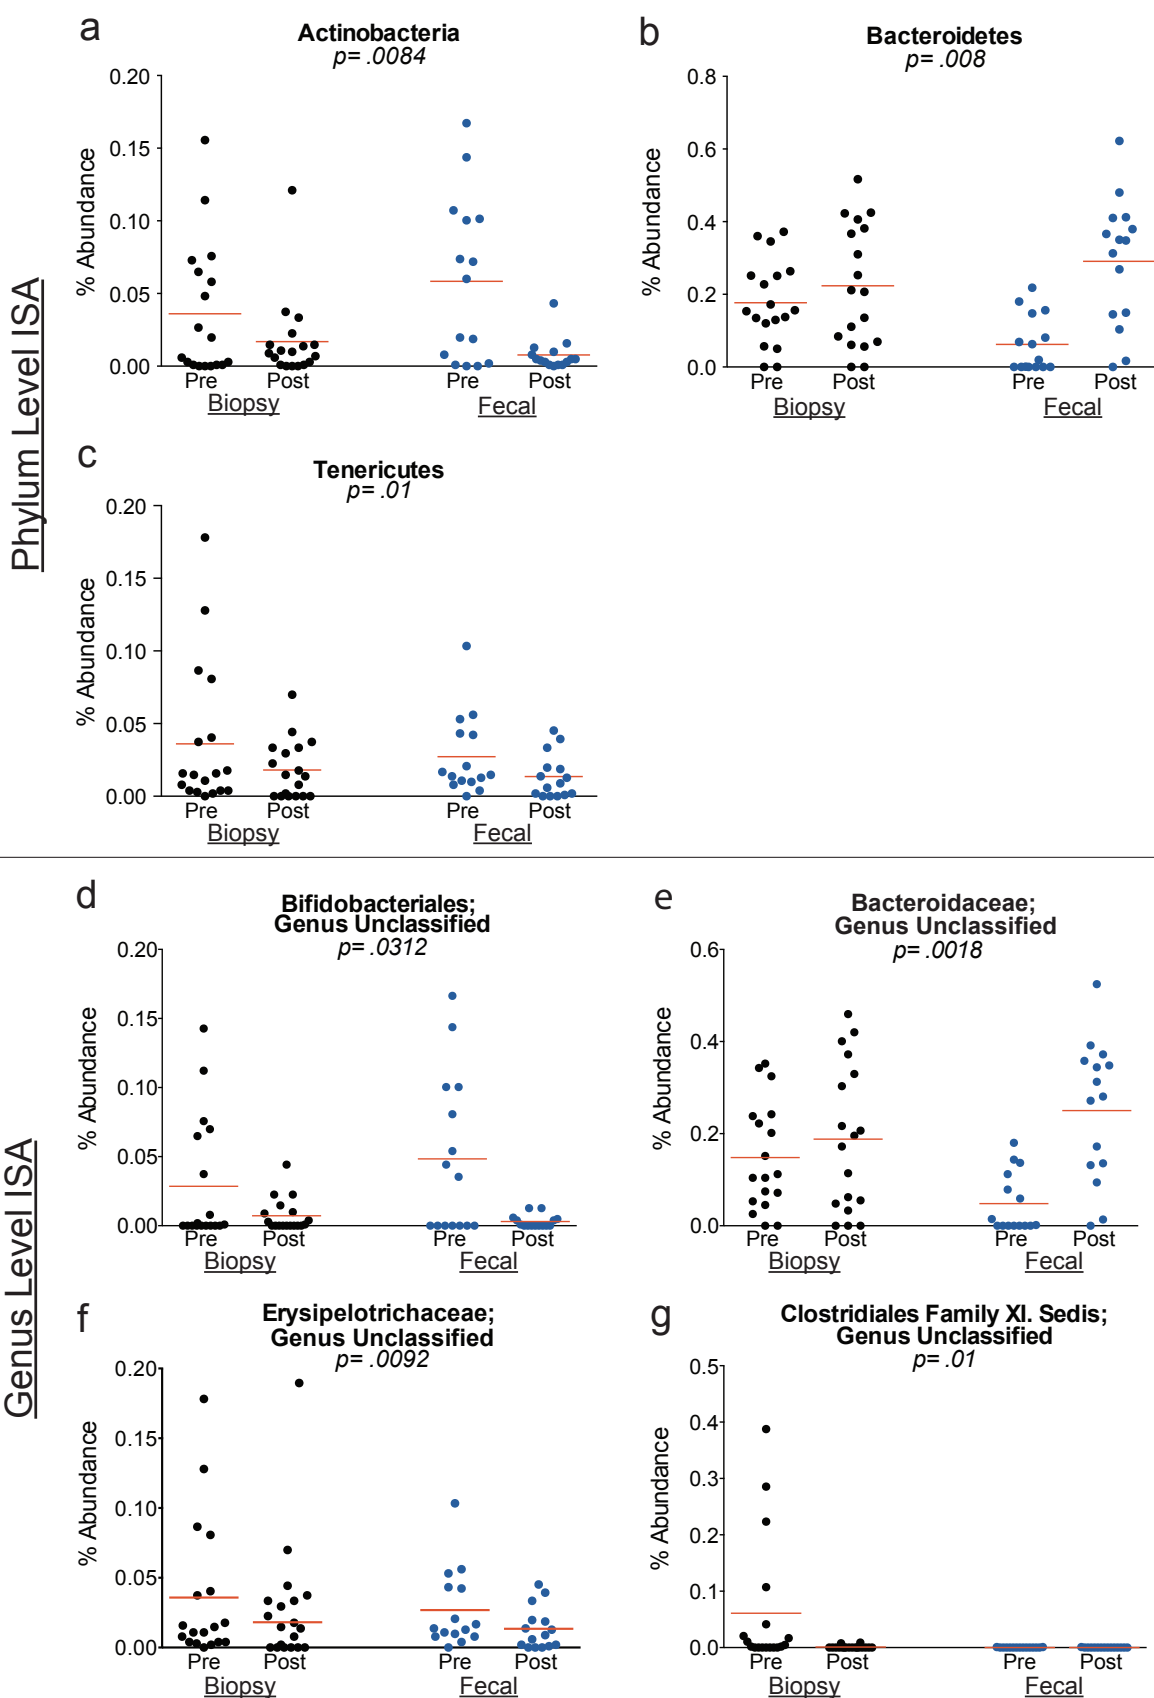 Phylum Level ISA
a
Actinobacteria
p= .0084
% Abundance
0.20
0.15
0.10
0.05
0.00
Pre
Post
Pre
Post
Biopsy
Fecal
b
Bacteroidetes
p= .008
% Abundance
0.8
0.6
0.4
0.2
0.0
Pre
Post
Pre
Post
Biopsy
Fecal
c
Tenericutes
p= .01
% Abundance
0.20
0.15
0.10
0.05
0.00
Pre
Post
Pre
Post
Biopsy
Fecal
Genus Level ISA
d
Bifidobacteriales;
Genus Unclassified
p= .0312
% Abundance
0.20
0.15
0.10
0.05
0.00
Pre
Post
Pre
Post
Biopsy
Fecal
e
Bacteroidaceae;
Genus Unclassified
p= .0018
% Abundance
0.6
0.4
0.2
0.0
Pre
Post
Pre
Post
Biopsy
Fecal
f
Erysipelotrichaceae;
Genus Unclassified
p= .0092
% Abundance
0.20
0.15
0.10
0.05
0.00
Pre
Post
Pre
Post
Biopsy
Fecal
g
Clostridiales Family XI. Sedis;
Genus Unclassified
p= .01
% Abundance
0.5
0.4
0.3
0.2
0.1
0.0
Pre
Post
Pre
Post
Biopsy
Fecal